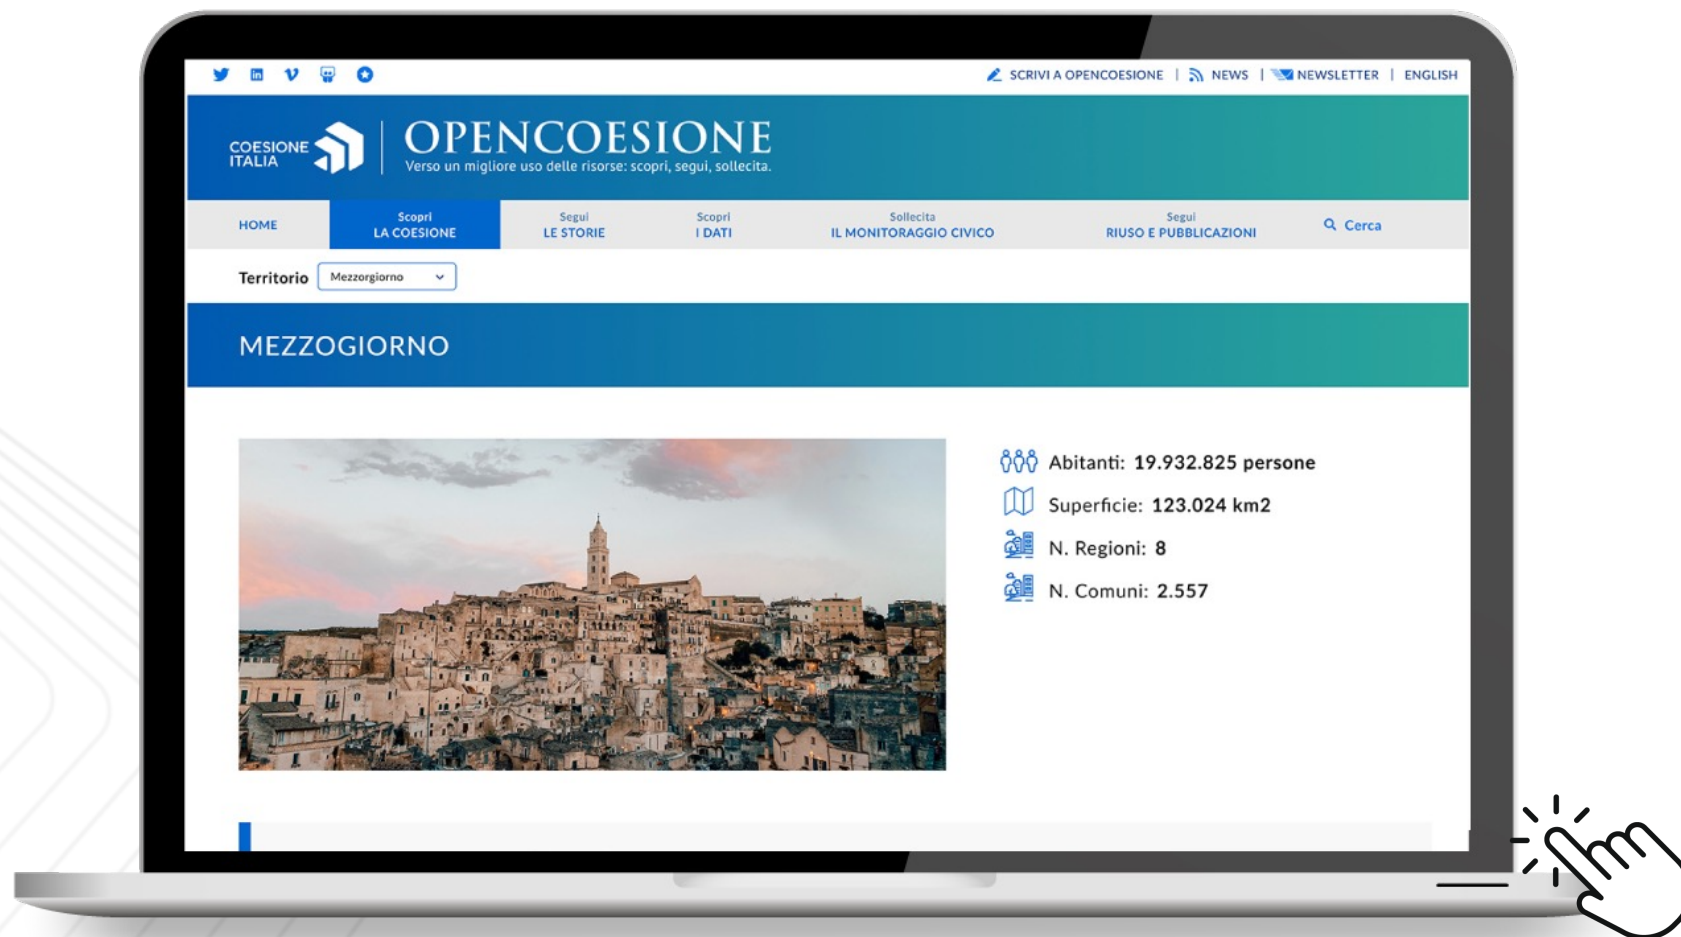 SCRIVI A OPENCOESIONE | NEWS | NEWSLETTER | ENGLISH
COESIONE
ITALIA
OPENCOESIONE
Verso un migliore uso delle risorse: scopri, segui, sollecita.
HOME
Scopri
LA COESIONE
Segui
LE STORIE
Scopri
I DATI
Sollecita
IL MONITORAGGIO CIVICO
Segui
RIUSO E PUBBLICAZIONI
Cerca
Territorio Mezzorgiorno
MEZZOGIORNO
Abitanti: 19.932.825 persone
Superficie: 123.024 km2
N. Regioni: 8
N. Comuni: 2.557